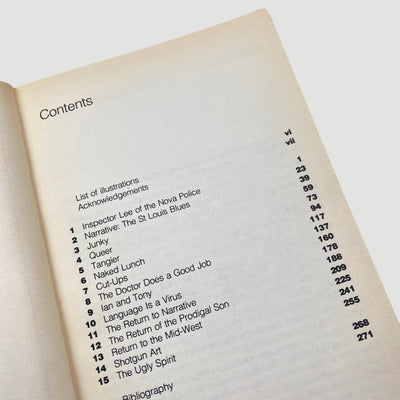 Contents
List of illustrations vi
Acknowledgements vii
1 Inspector Lee of the Nova Police 1
2 Narrative: The St Louis Blues 23
3 Junky 39
4 Queer 59
5 Tangier 73
6 Naked Lunch 94
7 Cut-Ups 117
8 The Doctor Does a Good Job 137
9 Ian and Tony 160
10 Language Is a Virus 178
11 The Return to Narrative 188
12 The Return of the Prodigal Son 209
13 Return to the Mid-West 225
14 Shotgun Art 241
15 The Ugly Spirit 255
Bibliography 268
271